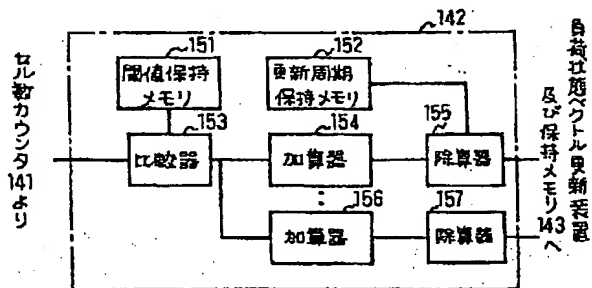 142
151
閾値保持
メモリ
152
更新周期
保持メモリ
セル数カウンタ
141より
153
比較器
154
加算器
155
除算器
156
加算器
157
除算器
負荷状態ベクトル更新装置
及び保持メモリ143へ